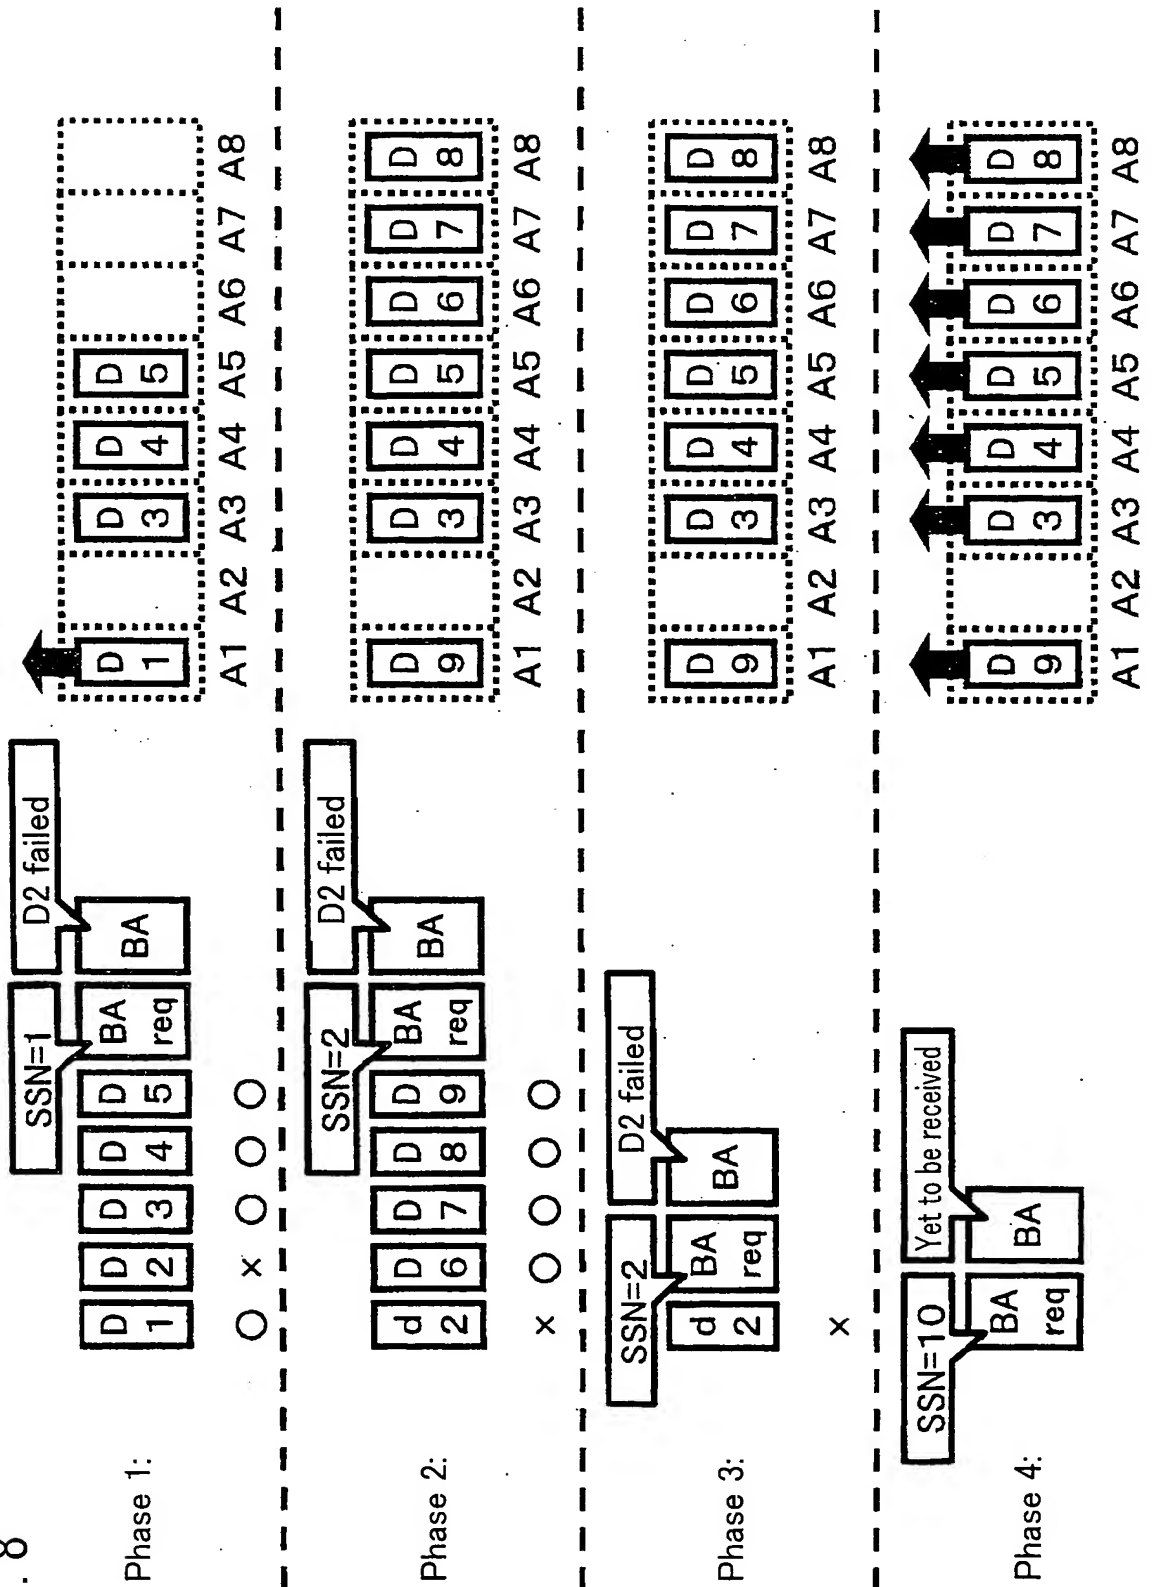 . 8
Phase 1:
SSN=1
D2 failed
D 1
D 2
D 3
D 4
D 5
BA req
BA
○ × ○ ○ ○
D 1
D 3
D 4
D 5
A1 A2 A3 A4 A5 A6 A7 A8
Phase 2:
SSN=2
D2 failed
d 2
D 6
D 7
D 8
D 9
BA req
BA
× ○ ○ ○ ○
D 9
D 3
D 4
D 5
D 6
D 7
D 8
A1 A2 A3 A4 A5 A6 A7 A8
Phase 3:
SSN=2
D2 failed
d 2
BA req
BA
×
D 9
D 3
D 4
D 5
D 6
D 7
D 8
A1 A2 A3 A4 A5 A6 A7 A8
Phase 4:
SSN=10
Yet to be received
BA req
BA
D 9
D 3
D 4
D 5
D 6
D 7
D 8
A1 A2 A3 A4 A5 A6 A7 A8